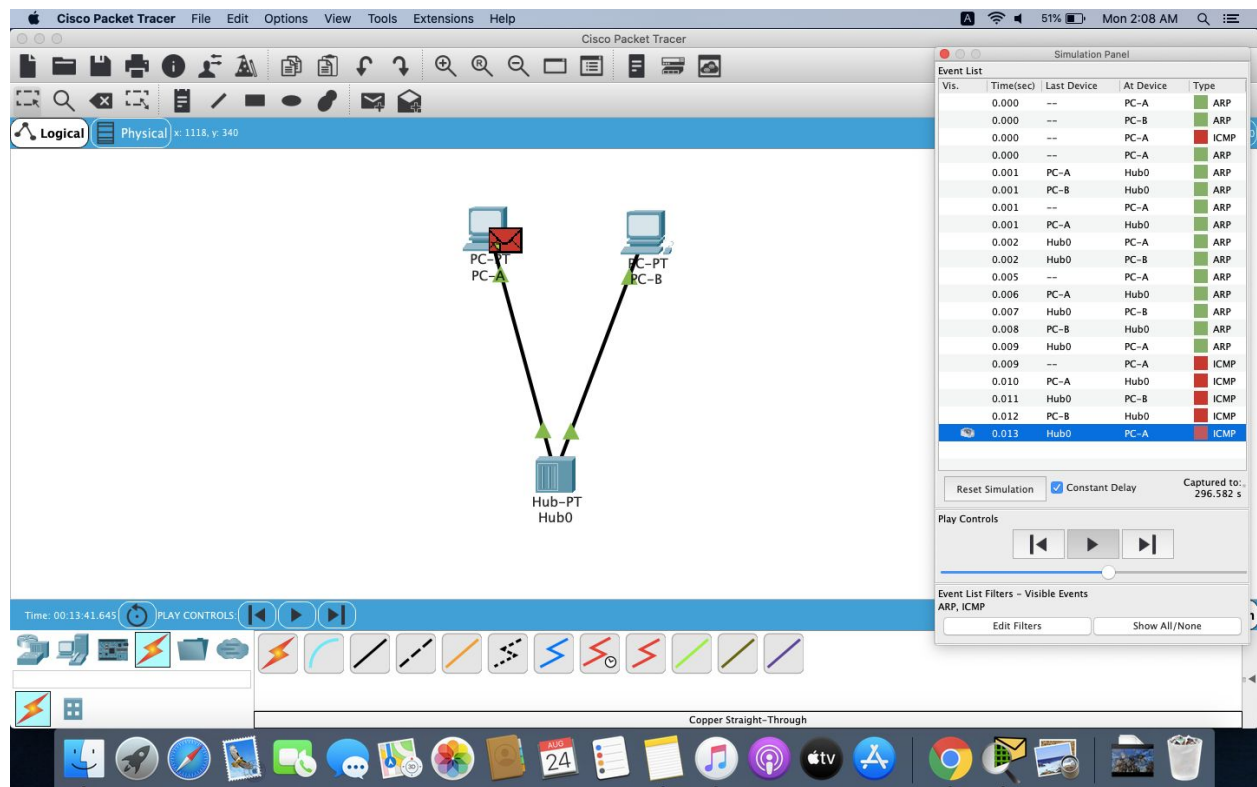 Cisco Packet Tracer File Edit Options View Tools Extensions Help A 51% Mon 2:08 AM
Cisco Packet Tracer
Logical Physical x: 1118, y: 340
PC-PT
PC-A
PC-PT
PC-B
Hub-PT
Hub0
Simulation Panel
Event List
Vis. Time(sec) Last Device At Device Type
0.000 -- PC-A ARP
0.000 -- PC-B ARP
0.000 -- PC-A ICMP
0.000 -- PC-A ARP
0.001 PC-A Hub0 ARP
0.001 PC-B Hub0 ARP
0.001 -- PC-A ARP
0.001 PC-A Hub0 ARP
0.002 Hub0 PC-A ARP
0.002 Hub0 PC-B ARP
0.005 -- PC-A ARP
0.006 PC-A Hub0 ARP
0.007 Hub0 PC-B ARP
0.008 PC-B Hub0 ARP
0.009 Hub0 PC-A ARP
0.009 -- PC-A ICMP
0.010 PC-A Hub0 ICMP
0.011 Hub0 PC-B ICMP
0.012 PC-B Hub0 ICMP
0.013 Hub0 PC-A ICMP
Reset Simulation Constant Delay Captured to:
296.582 s
Play Controls
Event List Filters – Visible Events
ARP, ICMP
Edit Filters Show All/None
Time: 00:13:41.645 PLAY CONTROLS:
Copper Straight-Through
AUG
24
tv